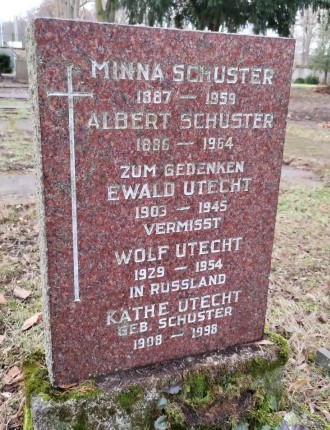 MINNA SCHUSTER
1887 – 1959
ALBERT SCHUSTER
1886 – 1964
ZUM GEDENKEN
EWALD UTECHT
1903 – 1945
VERMISST
WOLF UTECHT
1929 – 1954
IN RUSSLAND
KÄTHE UTECHT
GEB. SCHUSTER
1908 – 1998